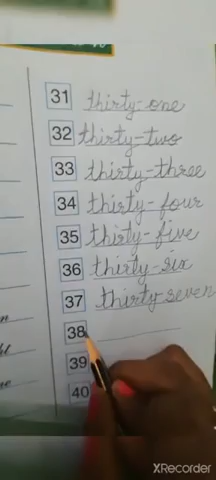 31 thirty-one
32 thirty-two
33 thirty-three
34 thirty-four
35 thirty-five
36 thirty-six
37 thirty seven
38
39
40
XRecorder